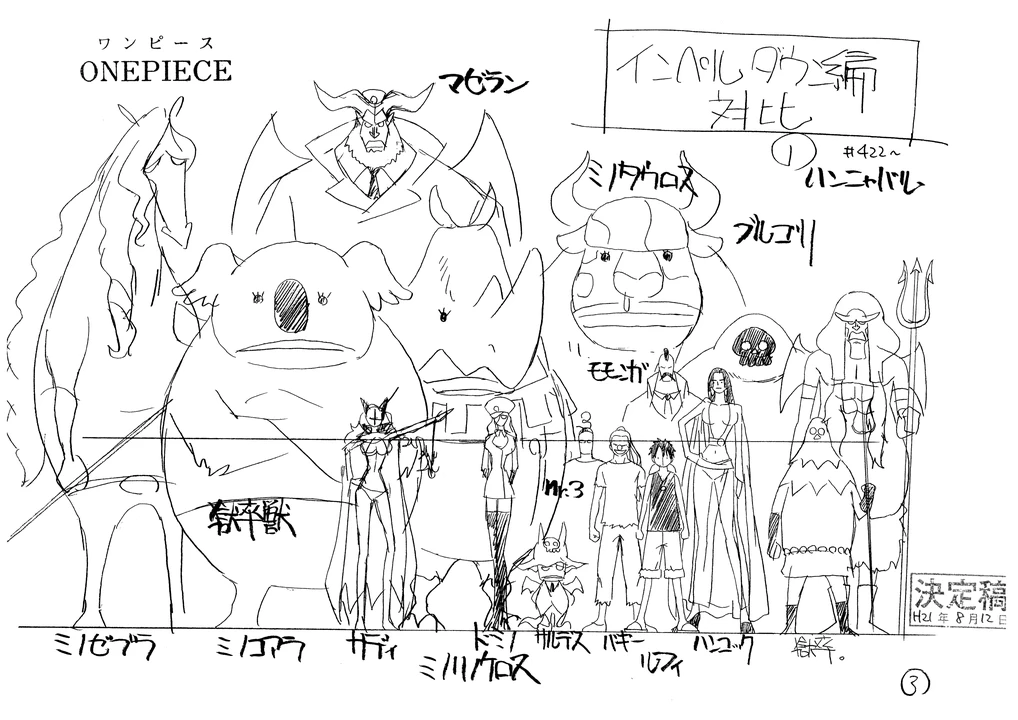 ワンピース
ONEPIECE
マゼラン
インペルダウン編
対比
①
#422～
ハンニャバル
ミノタウロス
ブルゴリ
モモンガ
Mr.3
獄卒獣
ミノゼブラ
ミノコアラ
サディ
ドミノ
ミノリノケロス
サルデス
バギー
ルフィ
ハンコック
獄卒。
決定稿
H21年8月12日
③